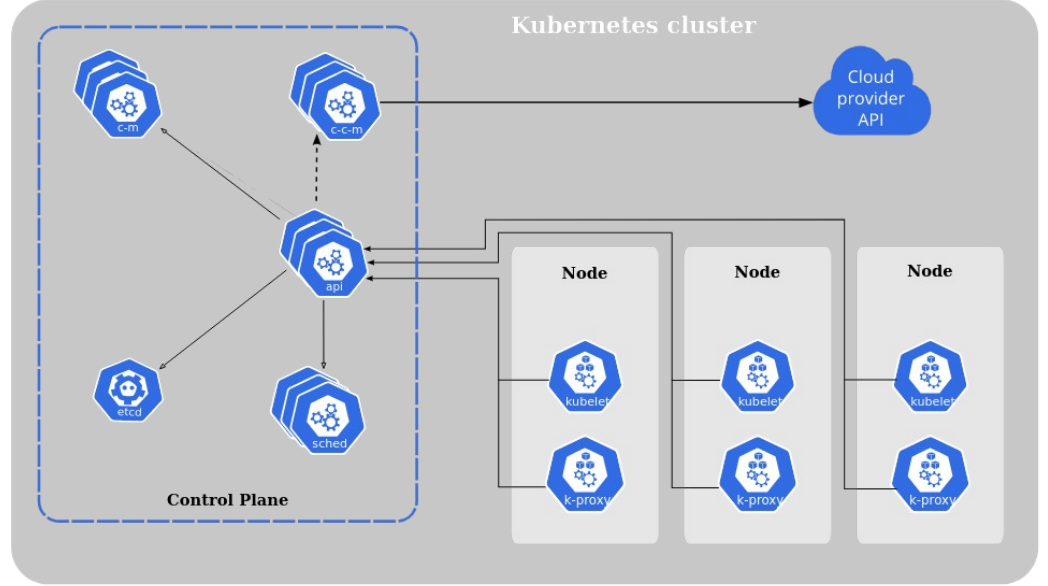 Kubernetes cluster
c-m
c-c-m
Cloud
provider
API
api
etcd
sched
Control Plane
Node
kubelet
k-proxy
Node
kubelet
k-proxy
Node
kubelet
k-proxy